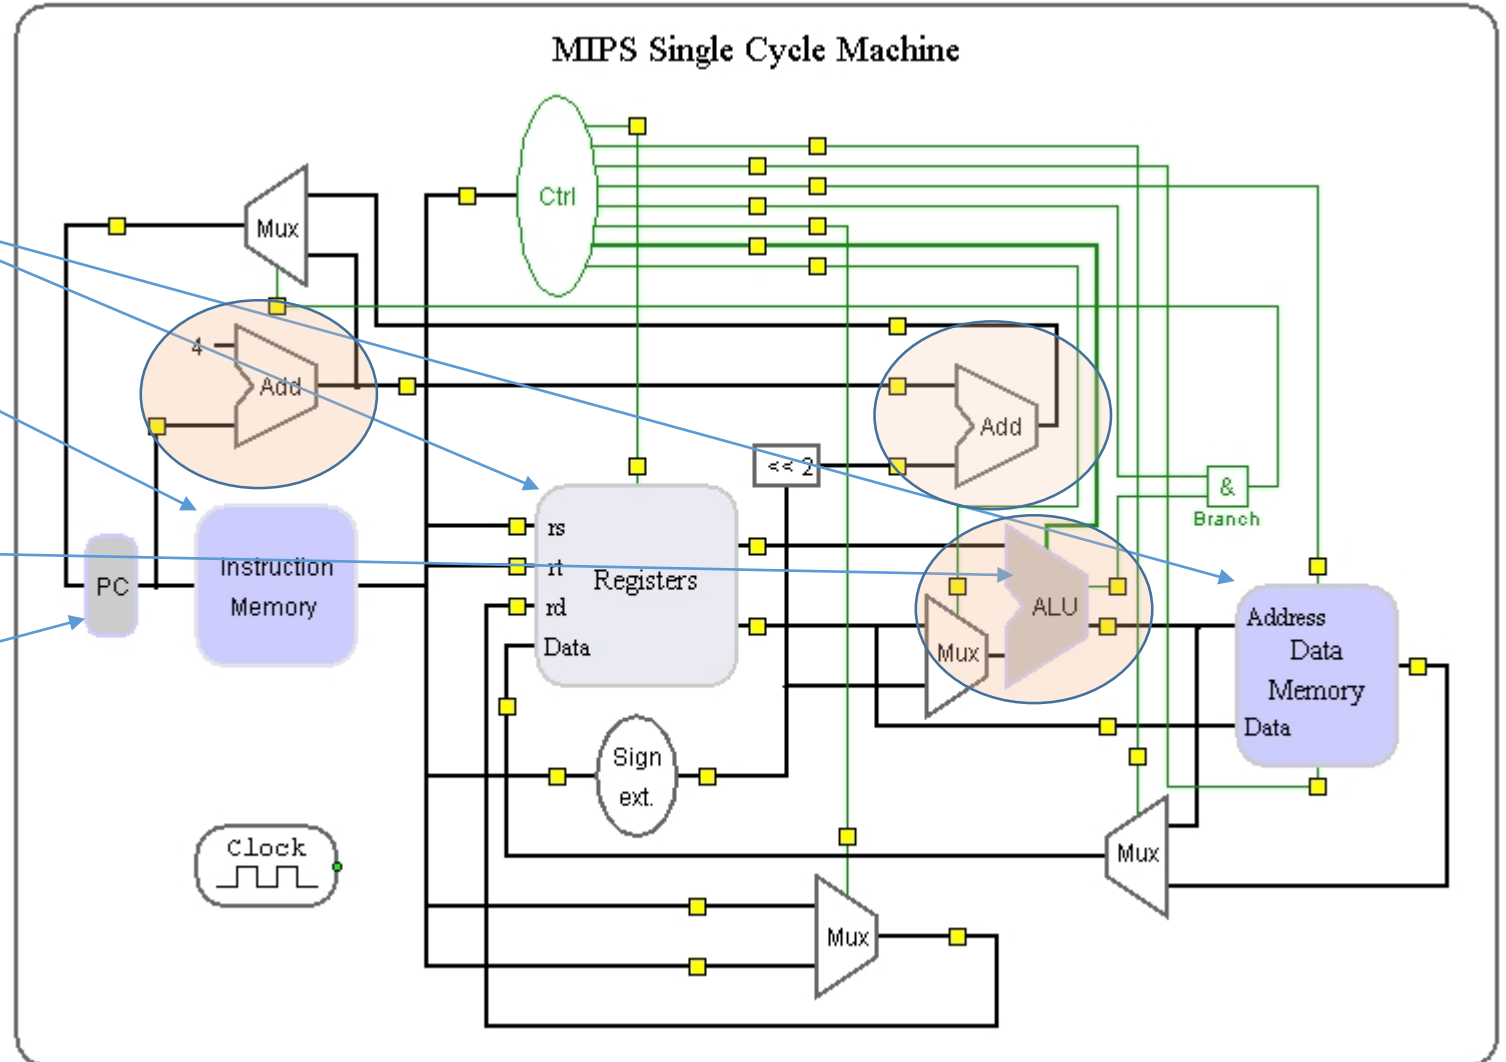 MIPS Single Cycle Machine
Ctrl
Mux
4
Add
Add
<< 2
&
Branch
rs
rt
rd
Data
Registers
PC
Instruction
Memory
ALU
Mux
Address
Data
Memory
Data
Sign
ext.
Clock
Mux
Mux